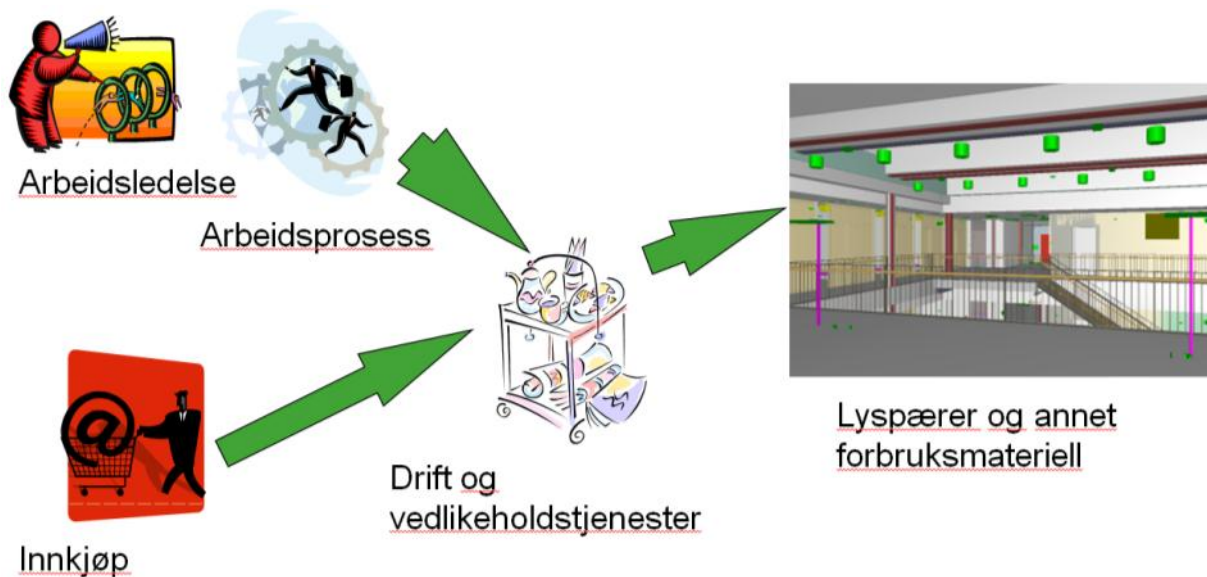 Arbeidsledelse
Arbeidsprosess
Innkjøp
Drift og
vedlikeholdstjenester
Lyspærer og annet
forbruksmateriell